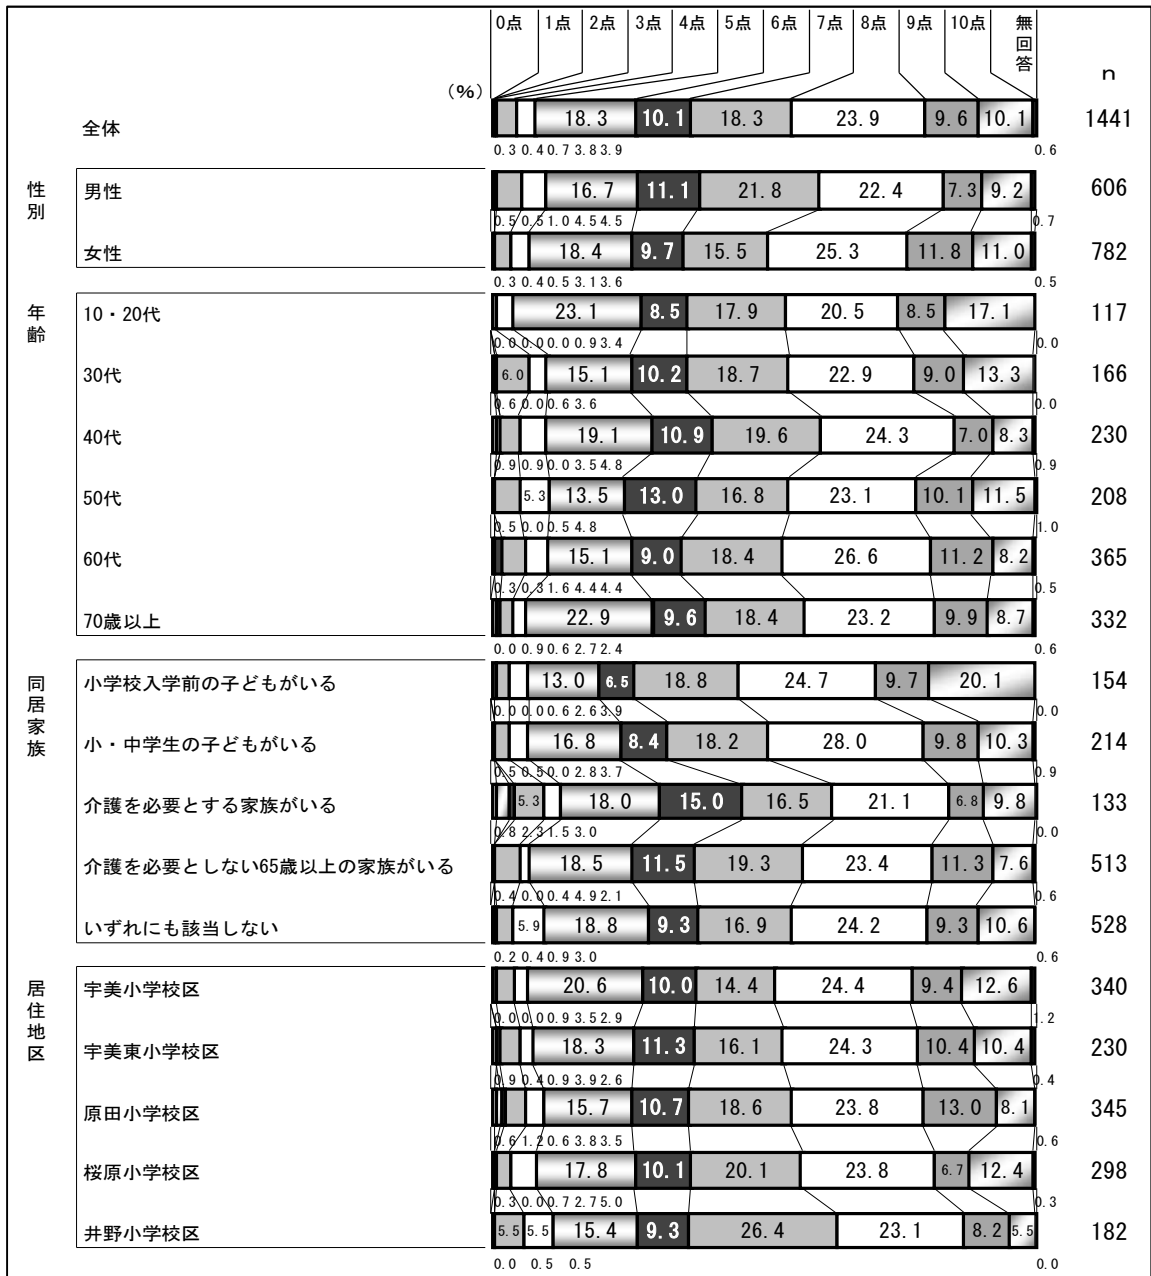 0点 1点 2点 3点 4点 5点 6点 7点 8点 9点 10点 無回答
(%) n
全体 18.3 10.1 18.3 23.9 9.6 10.1 1441
0.3 0.4 0.7 3.8 3.9 0.6
性別
男性 16.7 11.1 21.8 22.4 7.3 9.2 606
0.5 0.5 1.0 4.5 4.5 0.7
女性 18.4 9.7 15.5 25.3 11.8 11.0 782
0.3 0.4 0.5 3.1 3.6 0.5
年齢
10・20代 23.1 8.5 17.9 20.5 8.5 17.1 117
0.0 0.0 0.0 0.9 3.4 0.0
30代 6.0 15.1 10.2 18.7 22.9 9.0 13.3 166
0.6 0.0 0.6 3.6 0.0
40代 19.1 10.9 19.6 24.3 7.0 8.3 230
0.9 0.9 0.0 3.5 4.8 0.9
50代 5.3 13.5 13.0 16.8 23.1 10.1 11.5 208
0.5 0.0 0.5 4.8 1.0
60代 15.1 9.0 18.4 26.6 11.2 8.2 365
0.3 0.3 1.6 4.4 4.4 0.5
70歳以上 22.9 9.6 18.4 23.2 9.9 8.7 332
0.0 0.9 0.6 2.7 2.4 0.6
同居家族
小学校入学前の子どもがいる 13.0 6.5 18.8 24.7 9.7 20.1 154
0.0 0.0 0.6 2.6 3.9 0.0
小・中学生の子どもがいる 16.8 8.4 18.2 28.0 9.8 10.3 214
0.5 0.5 0.0 2.8 3.7 0.9
介護を必要とする家族がいる 5.3 18.0 15.0 16.5 21.1 6.8 9.8 133
0.8 2.3 1.5 3.0 0.0
介護を必要としない65歳以上の家族がいる 18.5 11.5 19.3 23.4 11.3 7.6 513
0.4 0.0 0.4 4.9 2.1 0.6
いずれにも該当しない 5.9 18.8 9.3 16.9 24.2 9.3 10.6 528
0.2 0.4 0.9 3.0 0.6
居住地区
宇美小学校区 20.6 10.0 14.4 24.4 9.4 12.6 340
0.0 0.0 0.9 3.5 2.9 1.2
宇美東小学校区 18.3 11.3 16.1 24.3 10.4 10.4 230
0.9 0.4 0.9 3.9 2.6 0.4
原田小学校区 15.7 10.7 18.6 23.8 13.0 8.1 345
0.6 1.2 0.6 3.8 3.5 0.6
桜原小学校区 17.8 10.1 20.1 23.8 6.7 12.4 298
0.3 0.0 0.7 2.7 5.0 0.3
井野小学校区 5.5 5.5 15.4 9.3 26.4 23.1 8.2 5.5 182
0.0 0.5 0.5 0.0